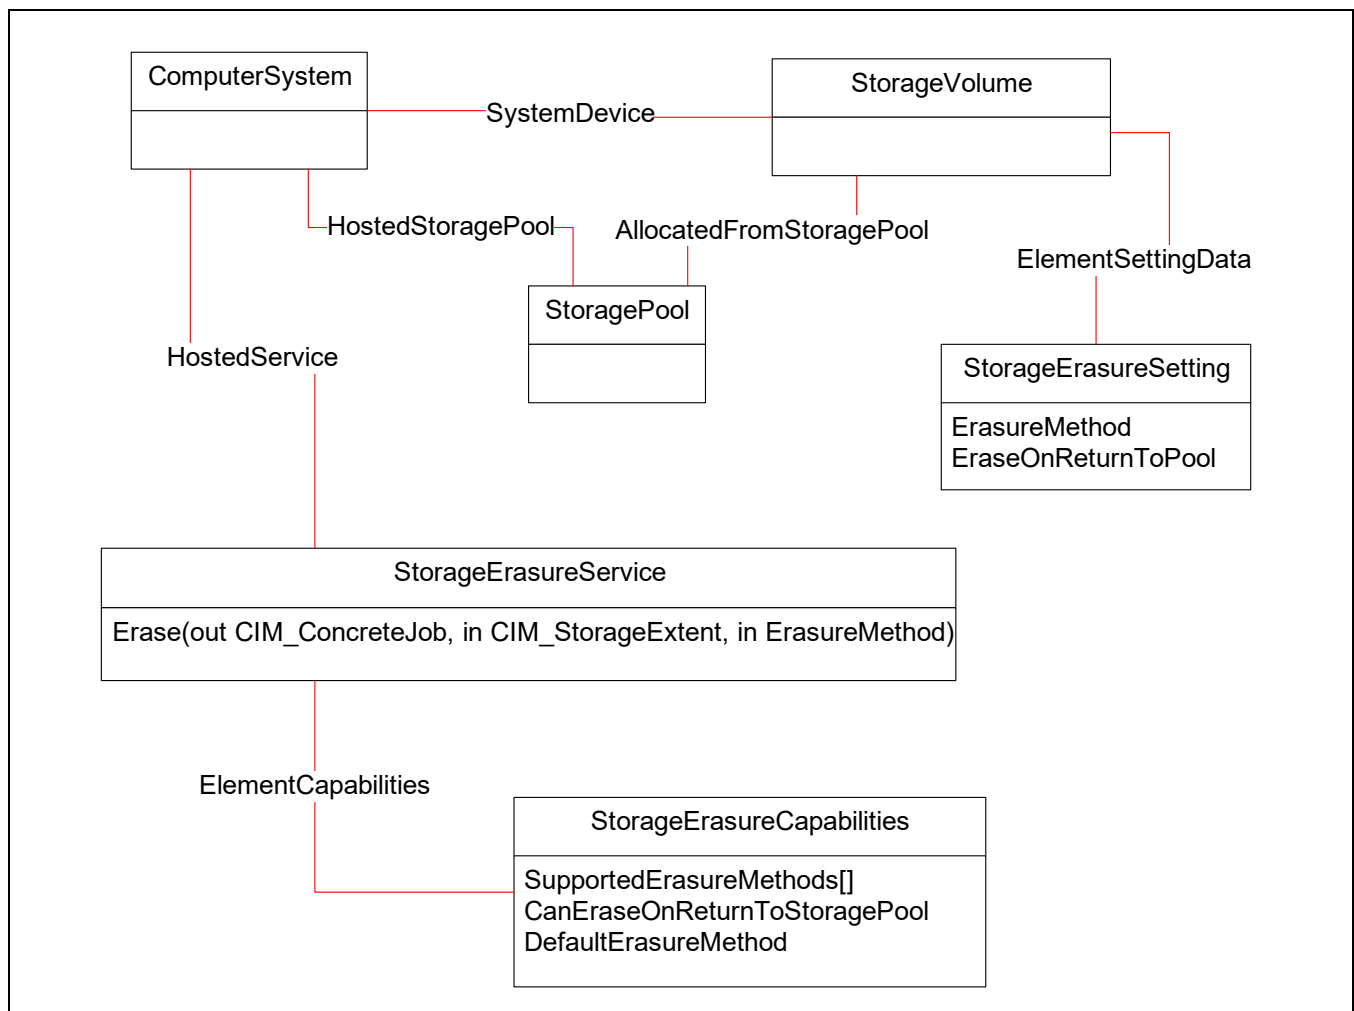 ComputerSystem
StorageVolume
SystemDevice
HostedStoragePool
AllocatedFromStoragePool
ElementSettingData
StoragePool
HostedService
StorageErasureSetting
ErasureMethod
EraseOnReturnToPool
StorageErasureService
Erase(out CIM_ConcreteJob, in CIM_StorageExtent, in ErasureMethod)
ElementCapabilities
StorageErasureCapabilities
SupportedErasureMethods[]
CanEraseOnReturnToStoragePool
DefaultErasureMethod